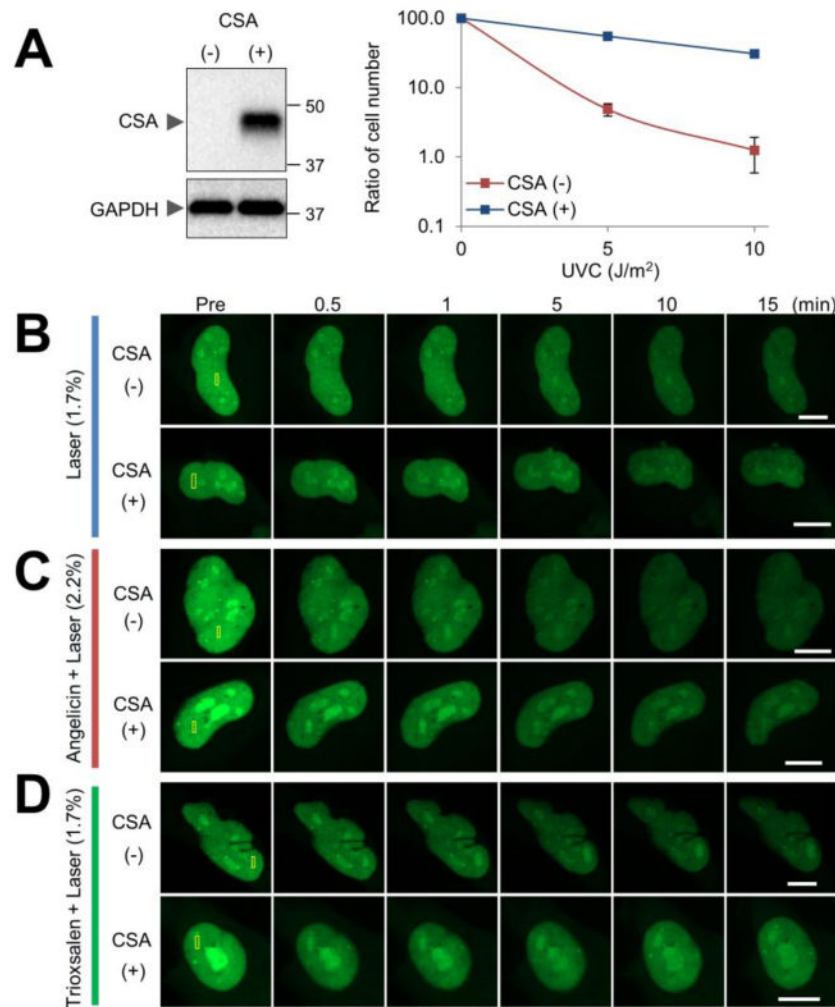 A
CSA
(-) (+)
CSA
50
37
GAPDH
37
Ratio of cell number
100.0
10.0
1.0
0.1
CSA (-)
CSA (+)
0 5 10
UVC (J/m²)
Pre 0.5 1 5 10 15 (min)
B
Laser (1.7%)
CSA
(-)
CSA
(+)
C
Angelicin + Laser (2.2%)
CSA
(-)
CSA
(+)
D
Trioxsalen + Laser (1.7%)
CSA
(-)
CSA
(+)